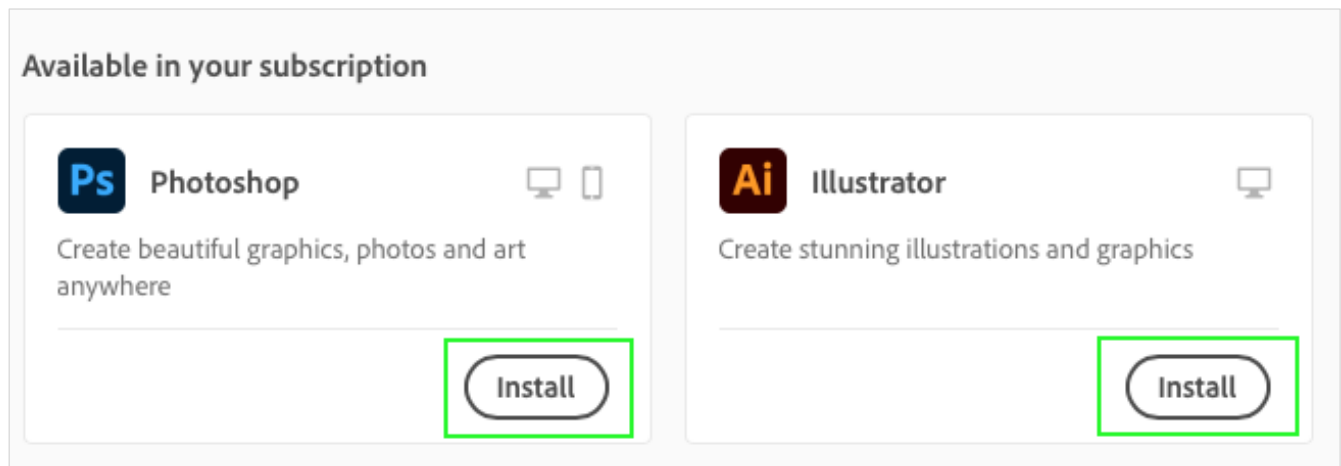 Available in your subscription
Ps Photoshop
Create beautiful graphics, photos and art
anywhere
Install
Ai Illustrator
Create stunning illustrations and graphics
Install